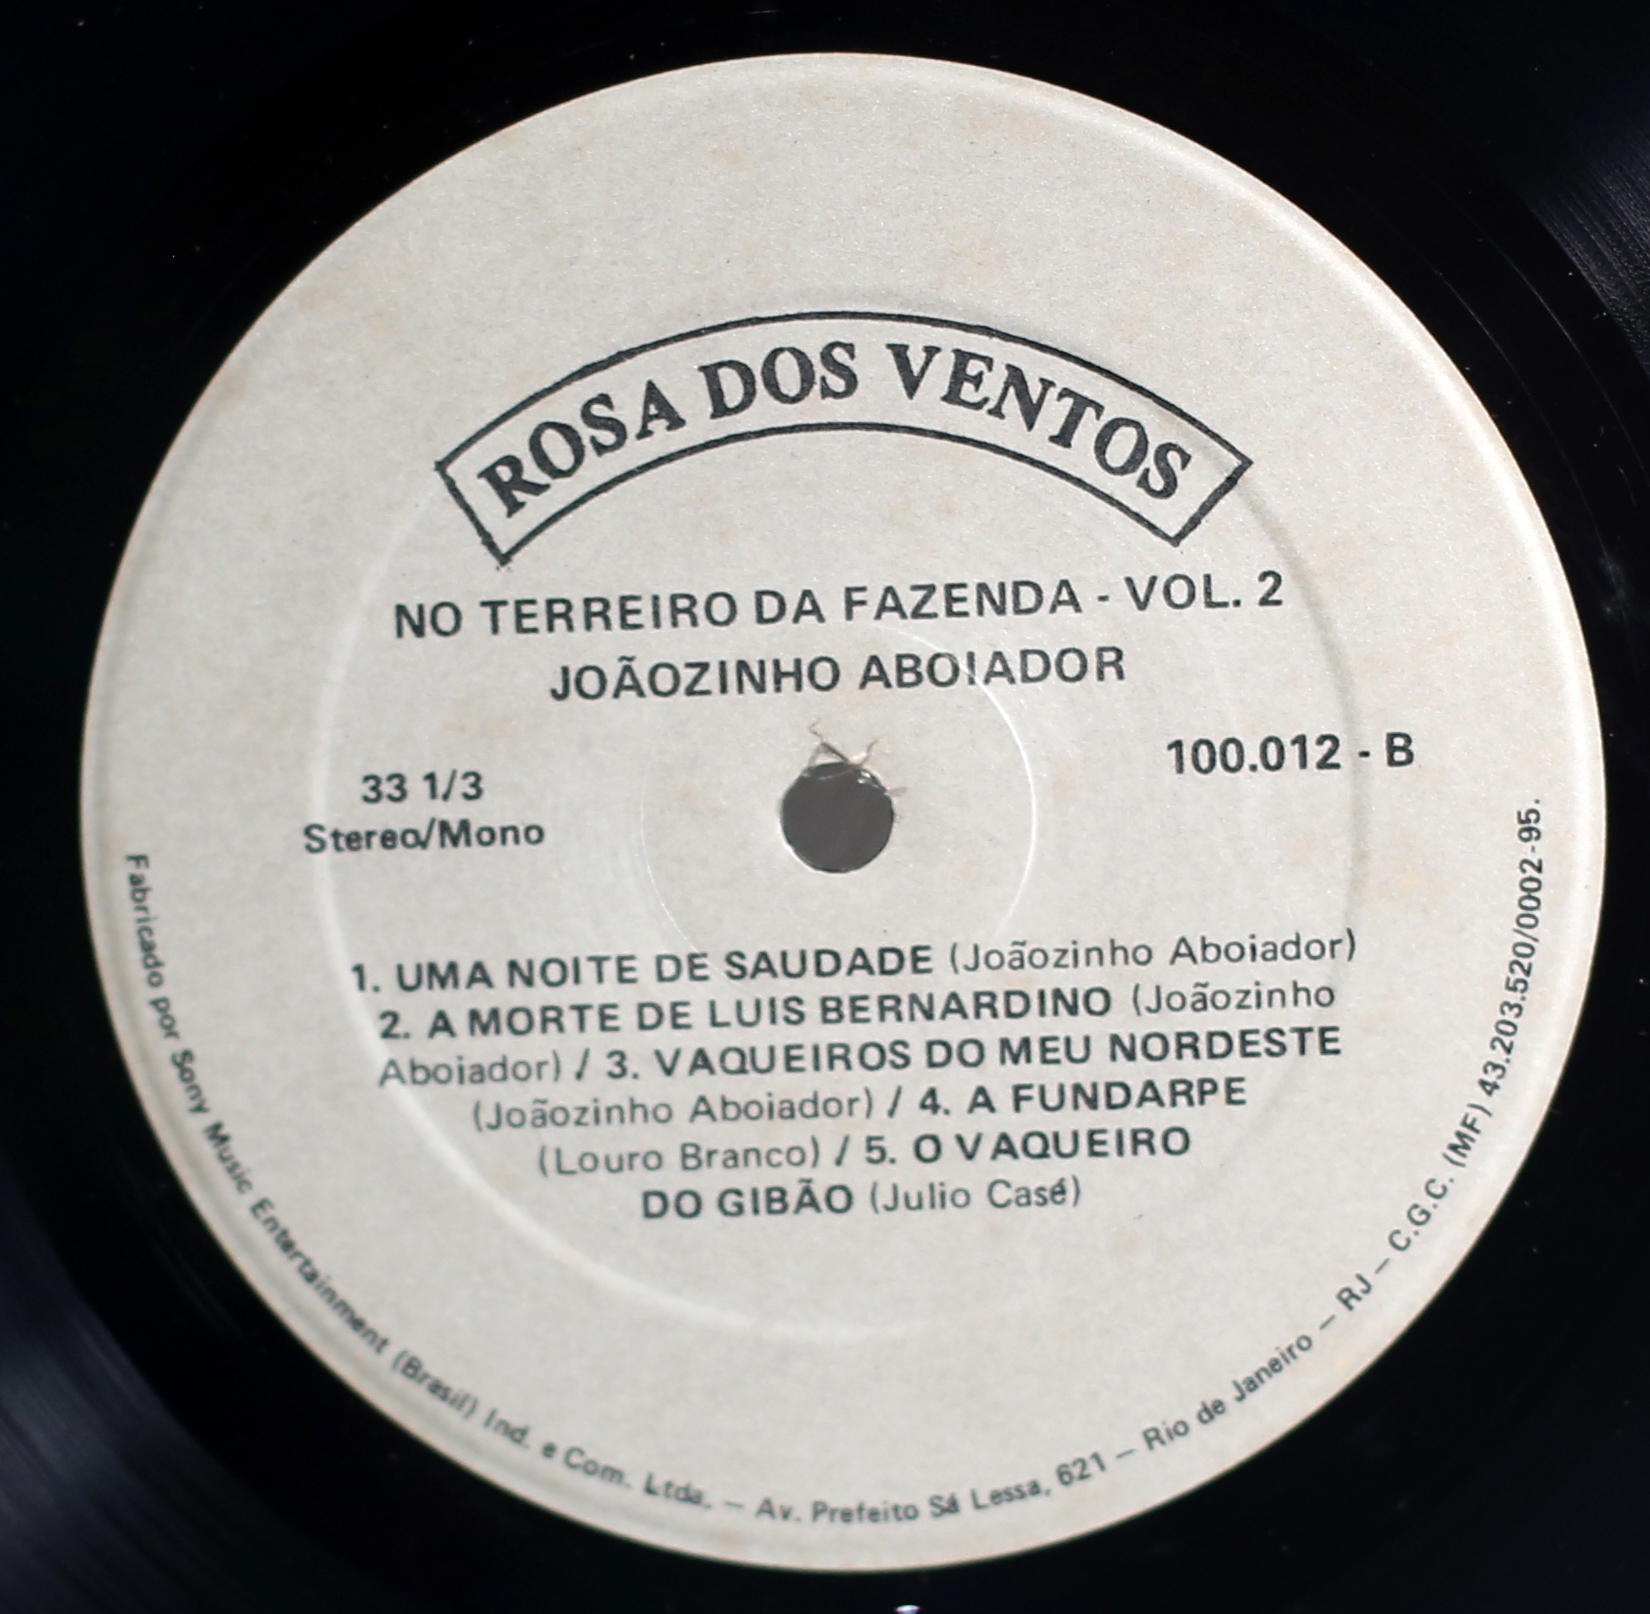 ROSA DOS VENTOS
NO TERREIRO DA FAZENDA - VOL. 2
JOÃOZINHO ABOIADOR
33 1/3
Stereo/Mono
100.012 - B
1. UMA NOITE DE SAUDADE (Joãozinho Aboiador)
2. A MORTE DE LUIS BERNARDINO (Joãozinho
Aboiador) / 3. VAQUEIROS DO MEU NORDESTE
(Joãozinho Aboiador) / 4. A FUNDARPE
(Louro Branco) / 5. O VAQUEIRO
DO GIBÃO (Julio Casé)
Fabricado por Sony Music Entertainment (Brasil) Ind. e Com. Ltda. — Av. Prefeito Sá Lessa, 621 — Rio de Janeiro — RJ — C.G.C. (MF) 43.203.520/0002-95.